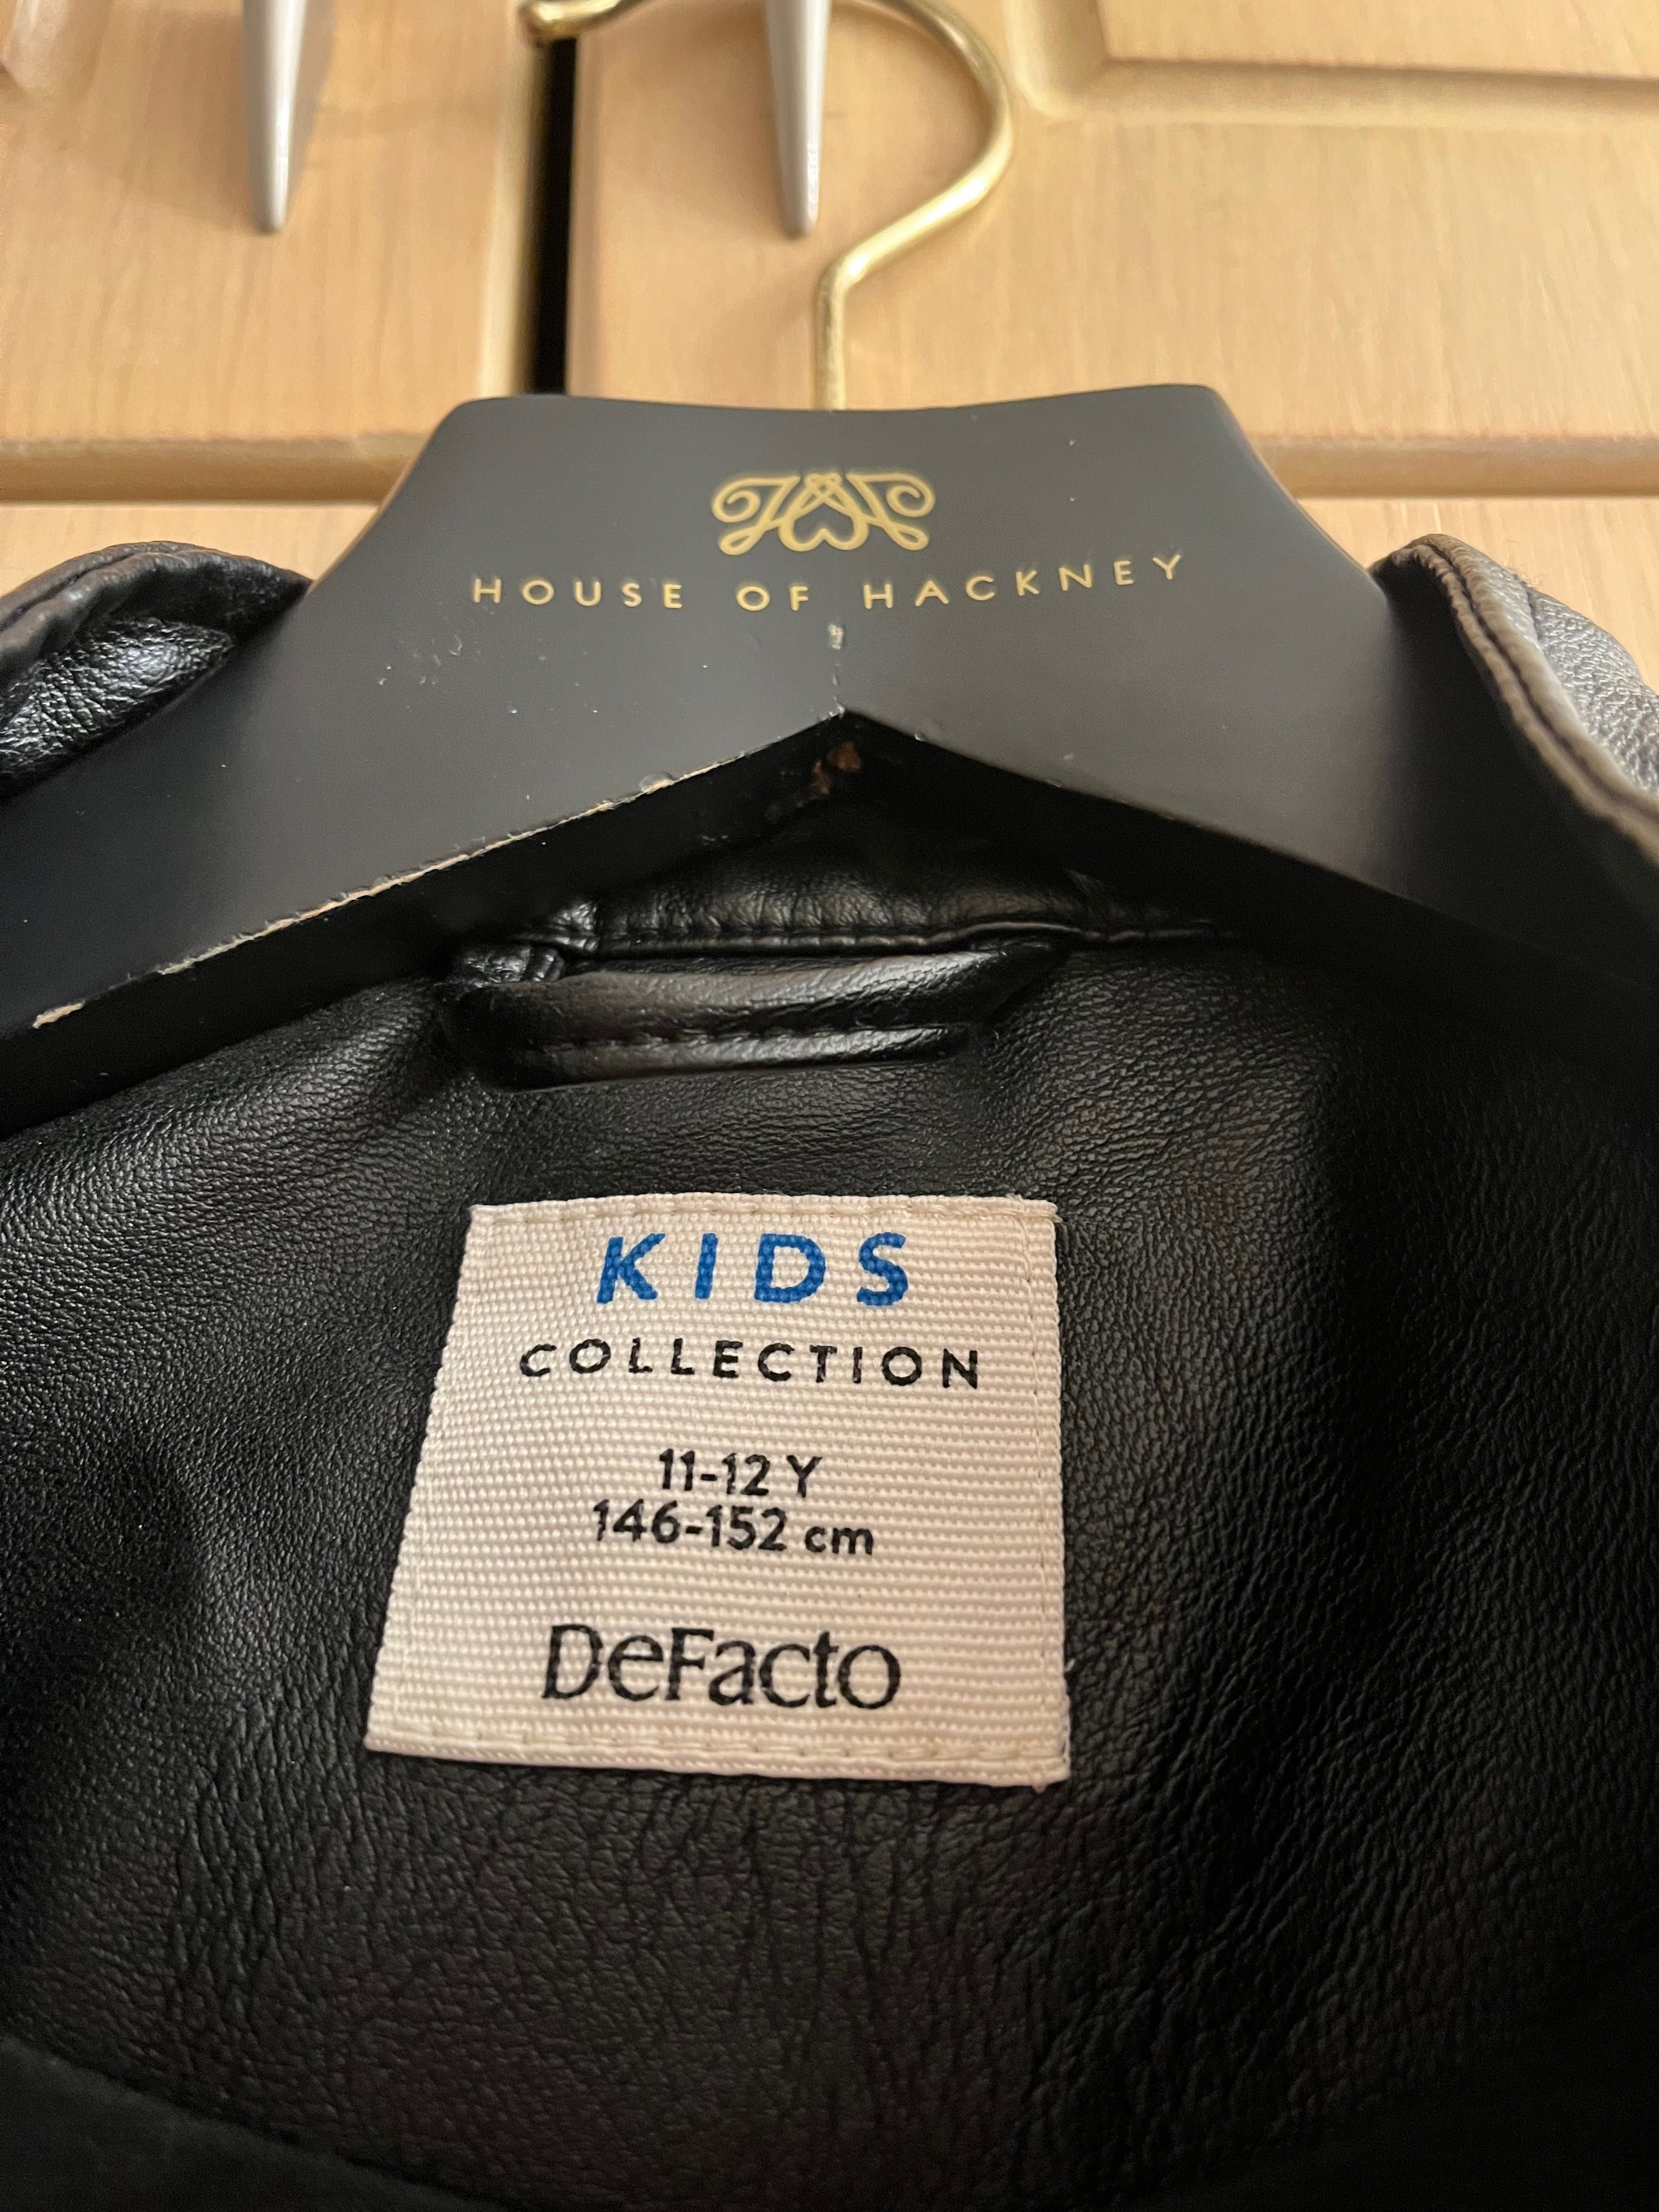 HOUSE OF HACKNEY
KIDS
COLLECTION
11-12 Y
146-152 cm
DeFacto